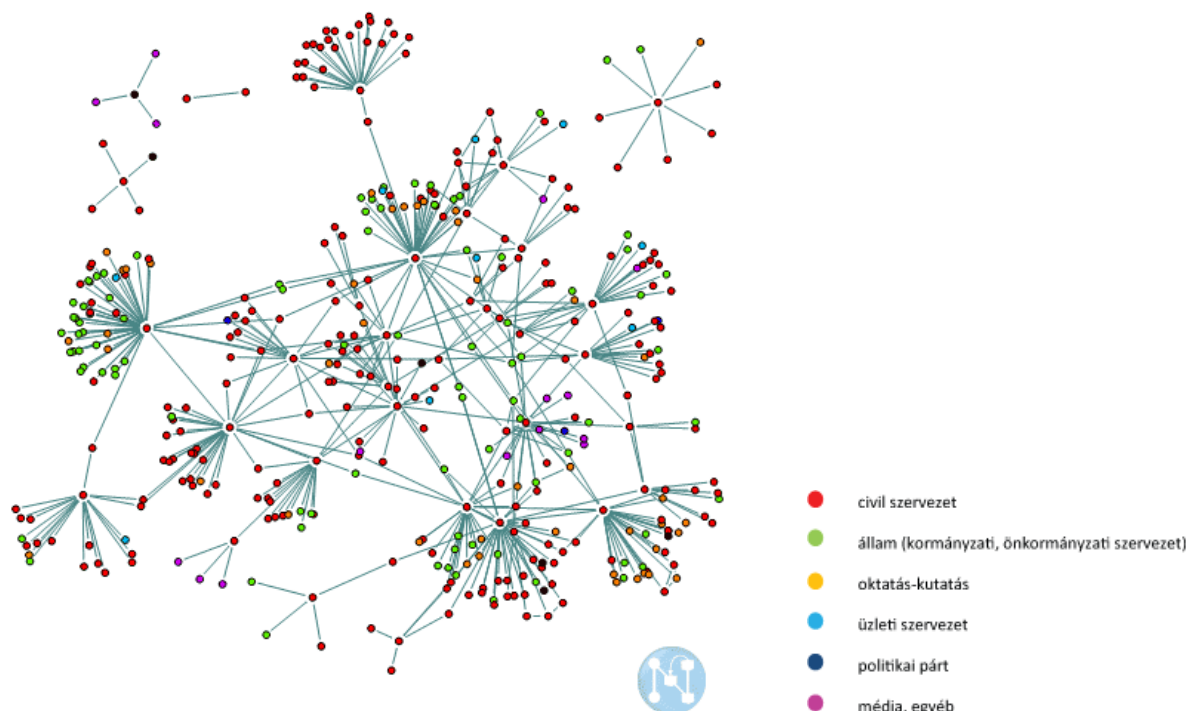 civil szervezet
állam (kormányzati, önkormányzati szervezet)
oktatás-kutatás
üzleti szervezet
politikai párt
média, egyéb